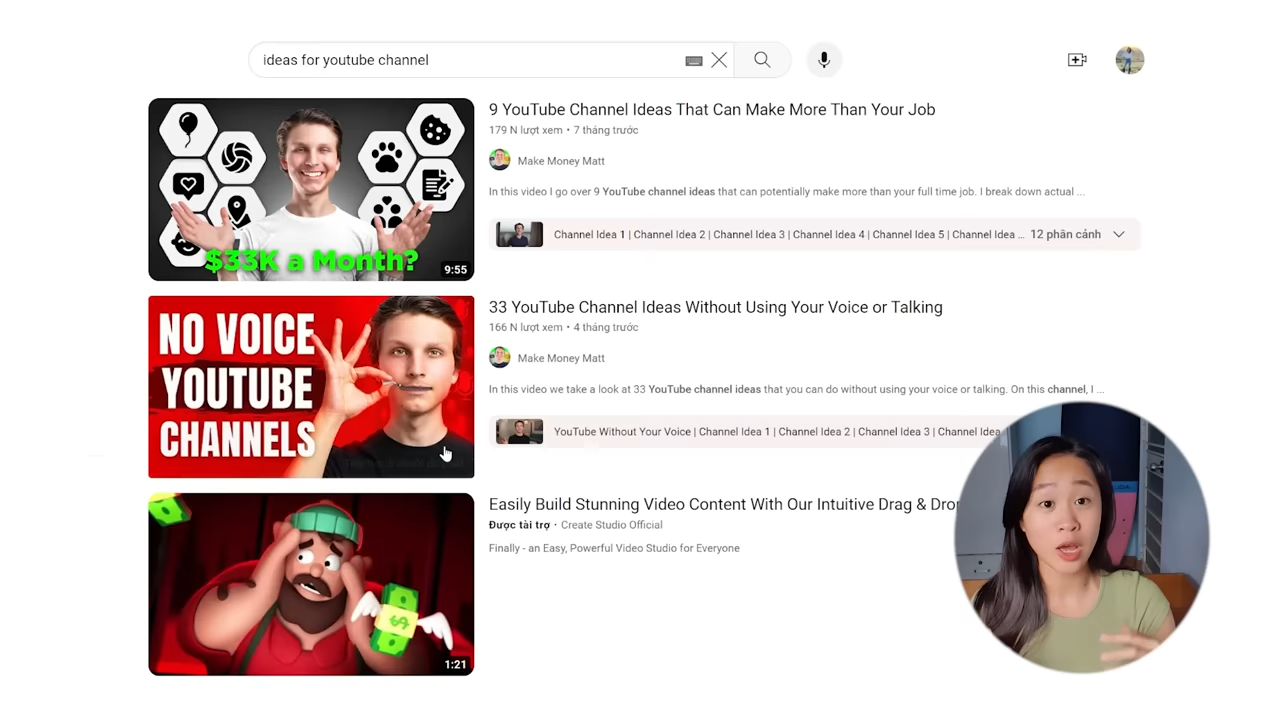 ideas for youtube channel
$33K a Month?
9:55
9 YouTube Channel Ideas That Can Make More Than Your Job
179 N lượt xem • 7 tháng trước
Make Money Matt
In this video I go over 9 YouTube channel ideas that can potentially make more than your full time job. I break down actual ...
Channel Idea 1 | Channel Idea 2 | Channel Idea 3 | Channel Idea 4 | Channel Idea 5 | Channel Idea ... 12 phân cảnh
NO VOICE
YOUTUBE
CHANNELS
33 YouTube Channel Ideas Without Using Your Voice or Talking
166 N lượt xem • 4 tháng trước
Make Money Matt
In this video we take a look at 33 YouTube channel ideas that you can do without using your voice or talking. On this channel, I ...
YouTube Without Your Voice | Channel Idea 1 | Channel Idea 2 | Channel Idea 3 | Channel Idea
1:21
Easily Build Stunning Video Content With Our Intuitive Drag & Dro
Được tài trợ · Create Studio Official
Finally - an Easy, Powerful Video Studio for Everyone